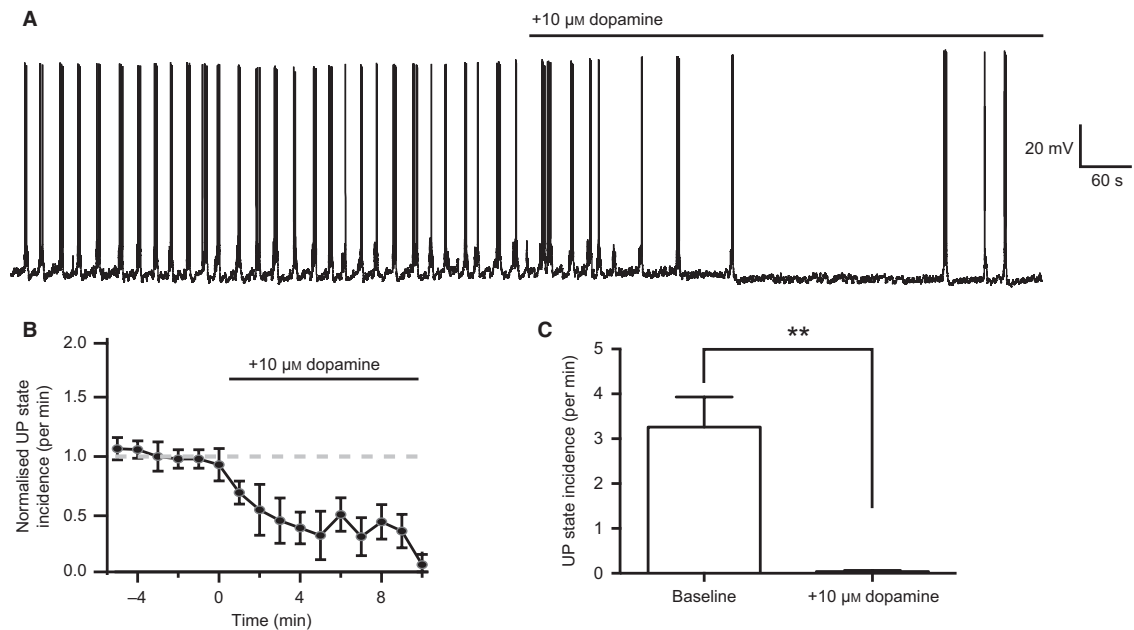 A
+10 μM dopamine
20 mV
60 s
B
2.0
1.5
1.0
0.5
0.0
Normalised UP state
incidence (per min)
+10 μM dopamine
–4
0
4
8
Time (min)
C
5
4
3
2
1
0
UP state incidence (per min)
**
Baseline
+10 μM dopamine